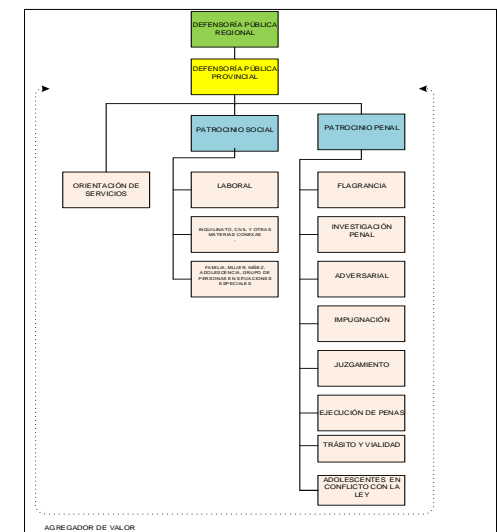 DEFENSORÍA PÚBLICA
REGIONAL
DEFENSORÍA PÚBLICA
PROVINCIAL
PATROCINIO SOCIAL
PATROCINIO PENAL
ORIENTACIÓN DE
SERVICIOS
LABORAL
INQUILINATO, CIVIL Y OTRAS
MATERIAS CONEXAS
FAMILIA, MUJER, NIÑEZ,
ADOLESCENCIA, GRUPO DE
PERSONAS EN SITUACIONES
ESPECIALES
FLAGRANCIA
INVESTIGACIÓN
PENAL
ADVERSARIAL
IMPUGNACIÓN
JUZGAMIENTO
EJECUCIÓN DE PENAS
TRÁSITO Y VIALIDAD
ADOLESCENTES EN
CONFLICTO CON LA
LEY
AGREGADOR DE VALOR